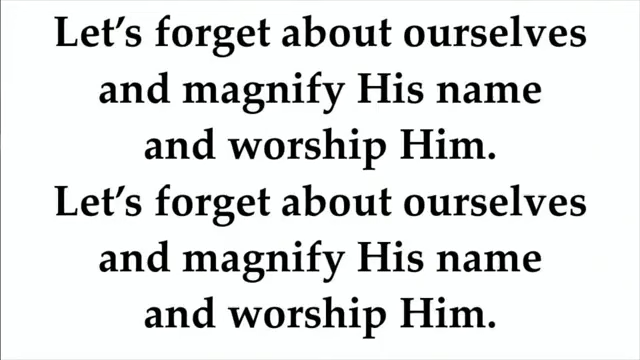 Let’s forget about ourselves
and magnify His name
and worship Him.
Let’s forget about ourselves
and magnify His name
and worship Him.